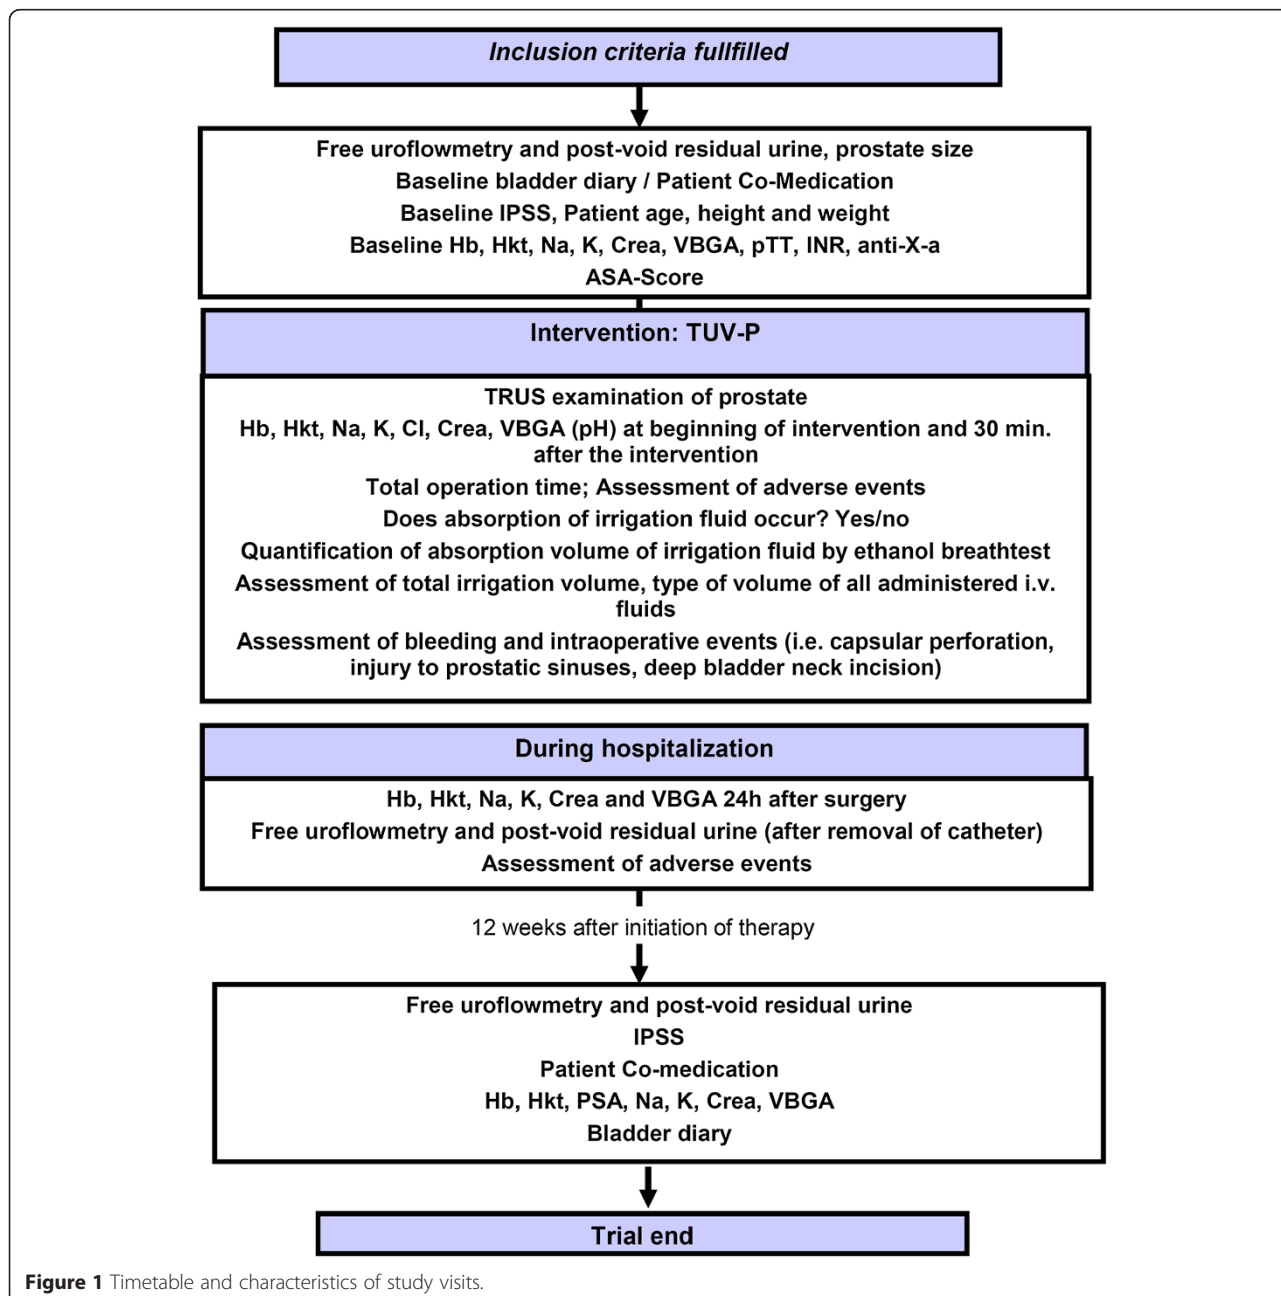 Inclusion criteria fullfilled
Free uroflowmetry and post-void residual urine, prostate size
Baseline bladder diary / Patient Co-Medication
Baseline IPSS, Patient age, height and weight
Baseline Hb, Hkt, Na, K, Crea, VBGA, pTT, INR, anti-X-a
ASA-Score
Intervention: TUV-P
TRUS examination of prostate
Hb, Hkt, Na, K, Cl, Crea, VBGA (pH) at beginning of intervention and 30 min.
after the intervention
Total operation time; Assessment of adverse events
Does absorption of irrigation fluid occur? Yes/no
Quantification of absorption volume of irrigation fluid by ethanol breathtest
Assessment of total irrigation volume, type of volume of all administered i.v.
fluids
Assessment of bleeding and intraoperative events (i.e. capsular perforation,
injury to prostatic sinuses, deep bladder neck incision)
During hospitalization
Hb, Hkt, Na, K, Crea and VBGA 24h after surgery
Free uroflowmetry and post-void residual urine (after removal of catheter)
Assessment of adverse events
12 weeks after initiation of therapy
Free uroflowmetry and post-void residual urine
IPSS
Patient Co-medication
Hb, Hkt, PSA, Na, K, Crea, VBGA
Bladder diary
Trial end
Figure 1 Timetable and characteristics of study visits.